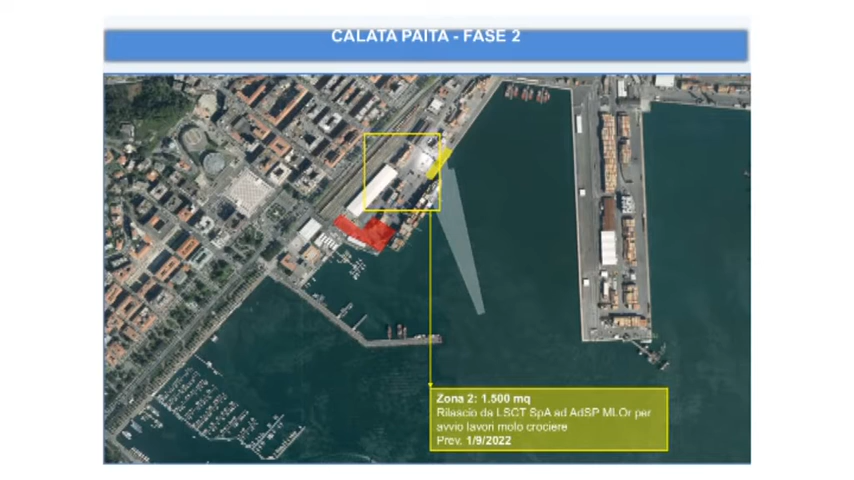 CALATA PAITA - FASE 2
Zona 2: 1.500 mq
Rilascio da LSCT SpA ad AdSP MLOr per
avvio lavori molo crociere
Prev. 1/9/2022